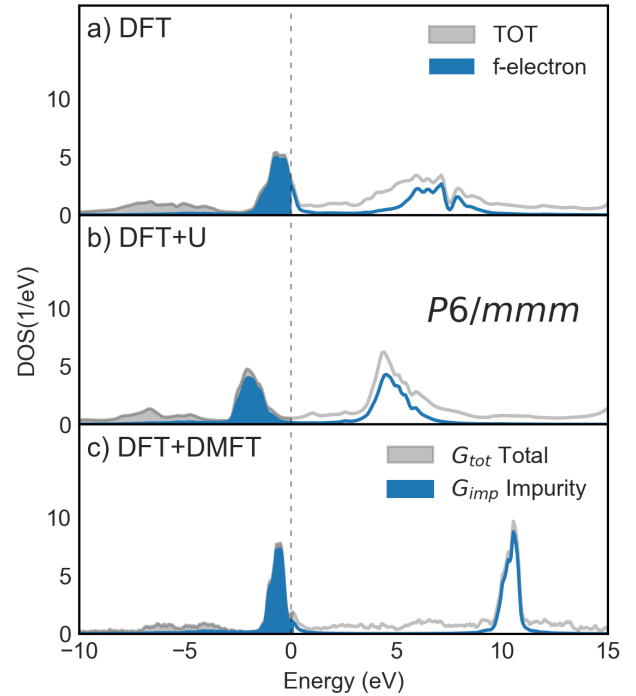 a) DFT
TOT
f-electron
10
5
0
b) DFT+U
P6/mmm
10
5
0
DOS(1/eV)
c) DFT+DMFT
G_tot Total
G_imp Impurity
10
5
0
−10 −5 0 5 10 15
Energy (eV)